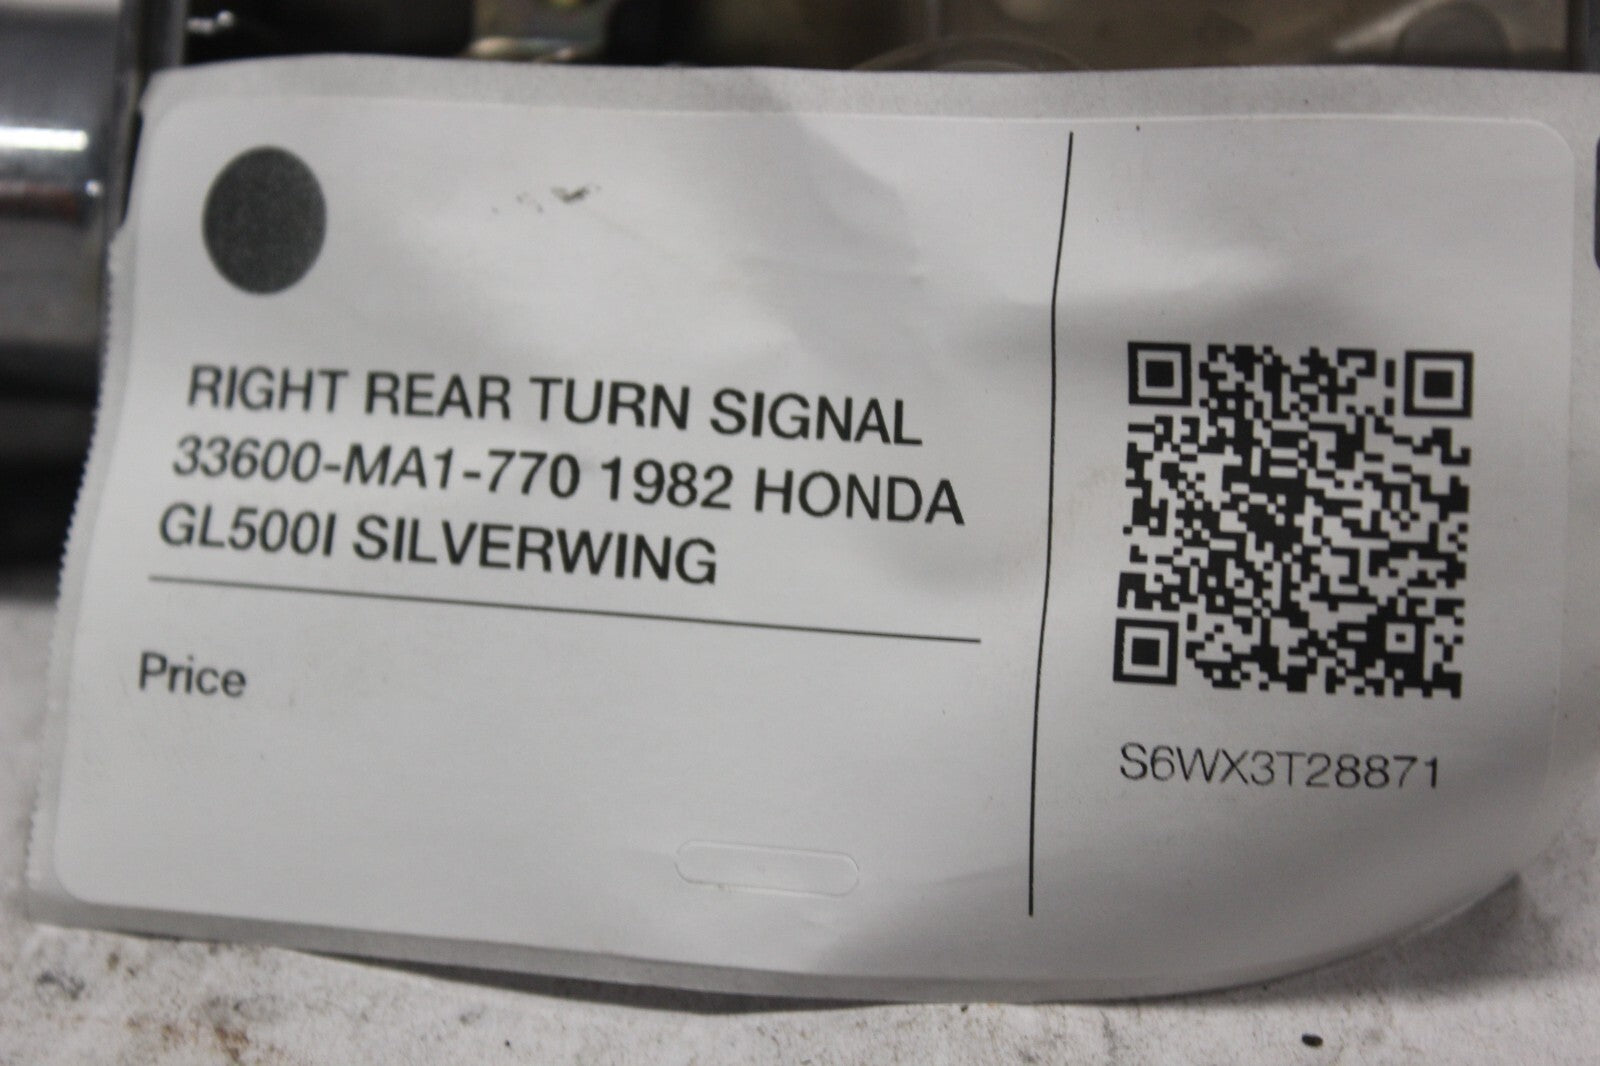 RIGHT REAR TURN SIGNAL
33600-MA1-770 1982 HONDA
GL500I SILVERWING
Price
S6WX3T28871